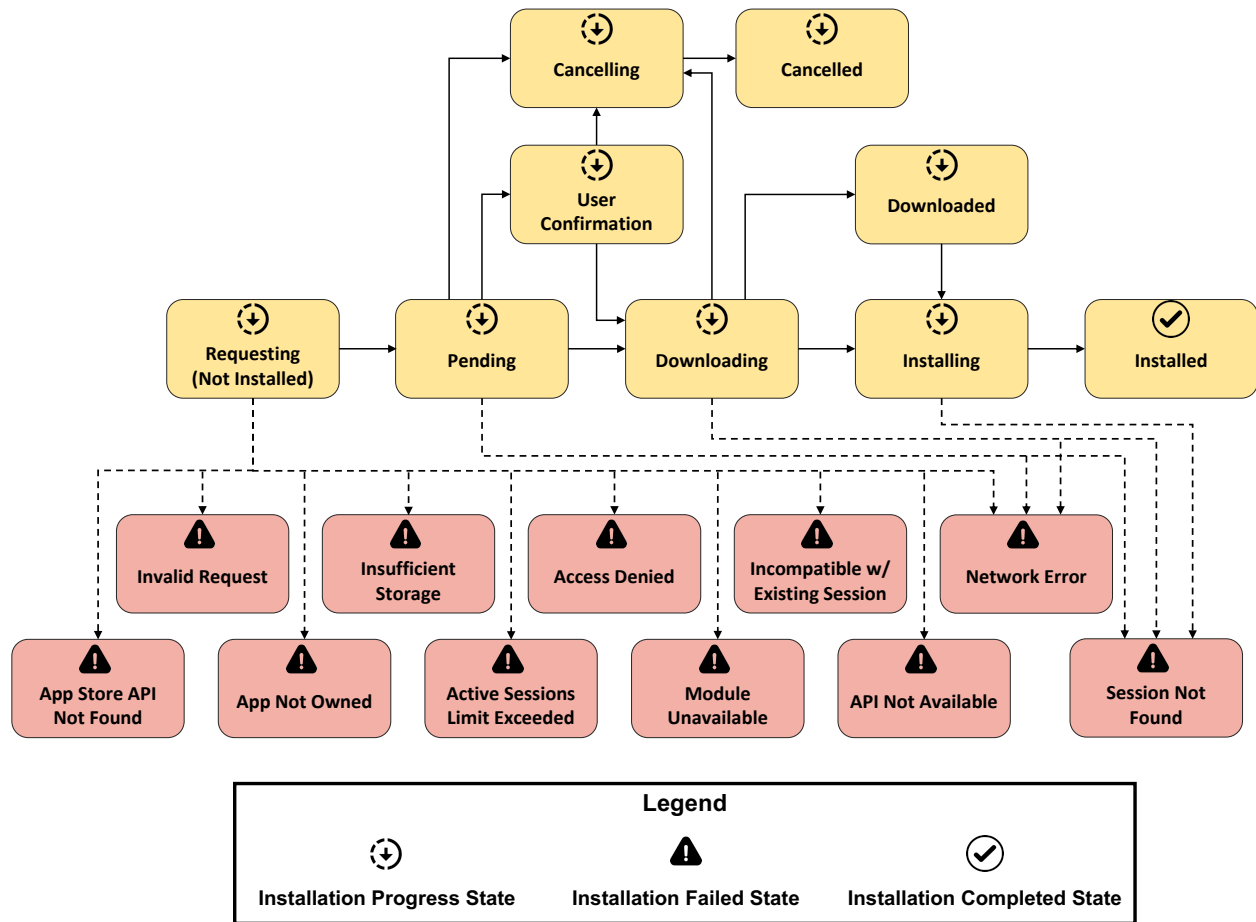 Cancelling
Cancelled
User
Confirmation
Downloaded
Requesting
(Not Installed)
Pending
Downloading
Installing
Installed
Invalid Request
Insufficient
Storage
Access Denied
Incompatible w/
Existing Session
Network Error
App Store API
Not Found
App Not Owned
Active Sessions
Limit Exceeded
Module
Unavailable
API Not Available
Session Not
Found
Legend
Installation Progress State
Installation Failed State
Installation Completed State